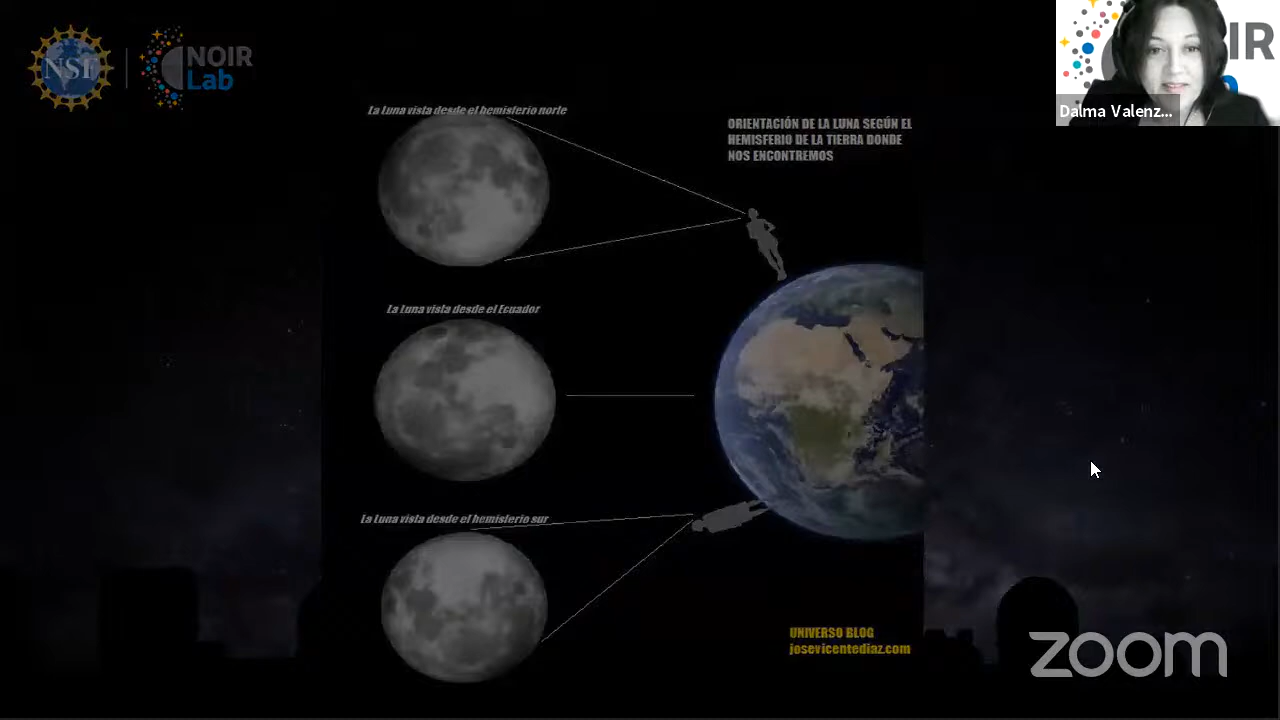 NSF
NOIR
Lab
IR
Dalma Valenz...
La Luna vista desde el hemisferio norte
ORIENTACIÓN DE LA LUNA SEGÚN EL
HEMISFERIO DE LA TIERRA DONDE
NOS ENCONTREMOS
La Luna vista desde el Ecuador
La Luna vista desde el hemisferio sur
UNIVERSO BLOG
josevicentediaz.com
zoom